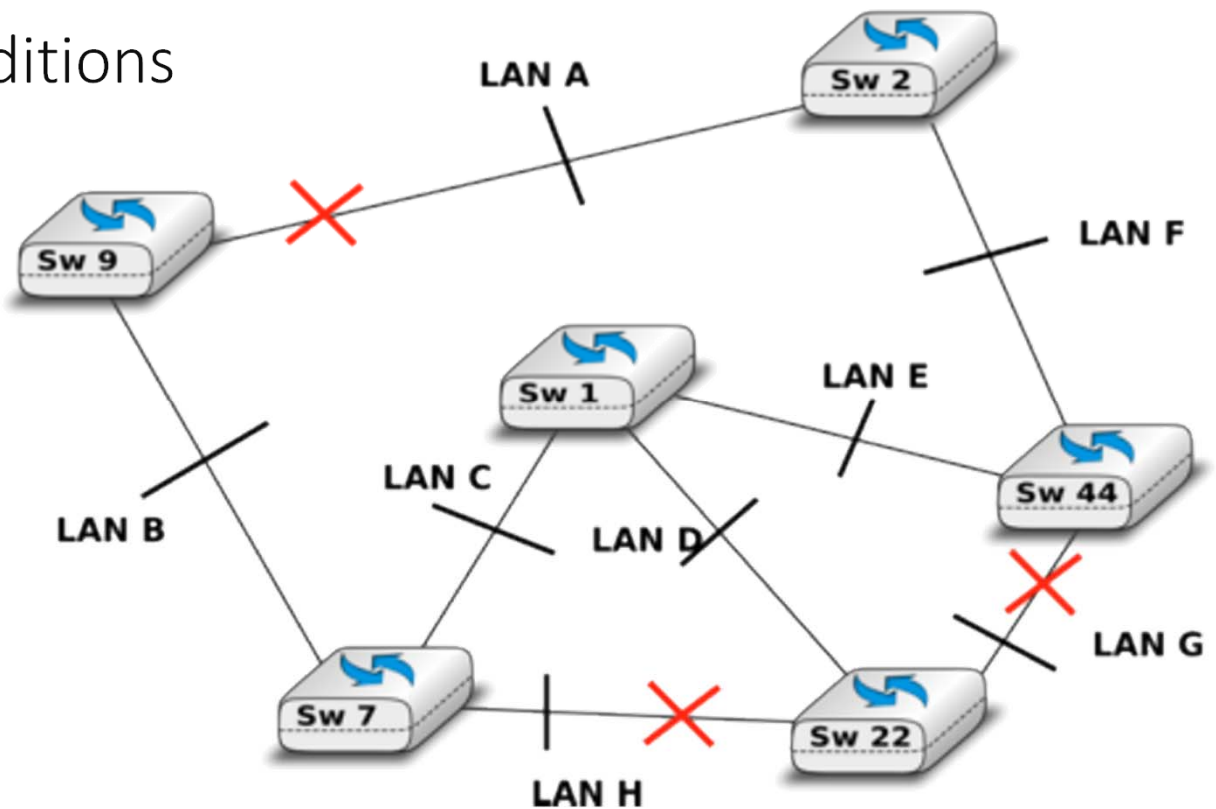 ditions
LAN A
Sw 2
LAN F
Sw 9
Sw 1
LAN E
LAN C
Sw 44
LAN B
LAN D
LAN G
Sw 7
Sw 22
LAN H